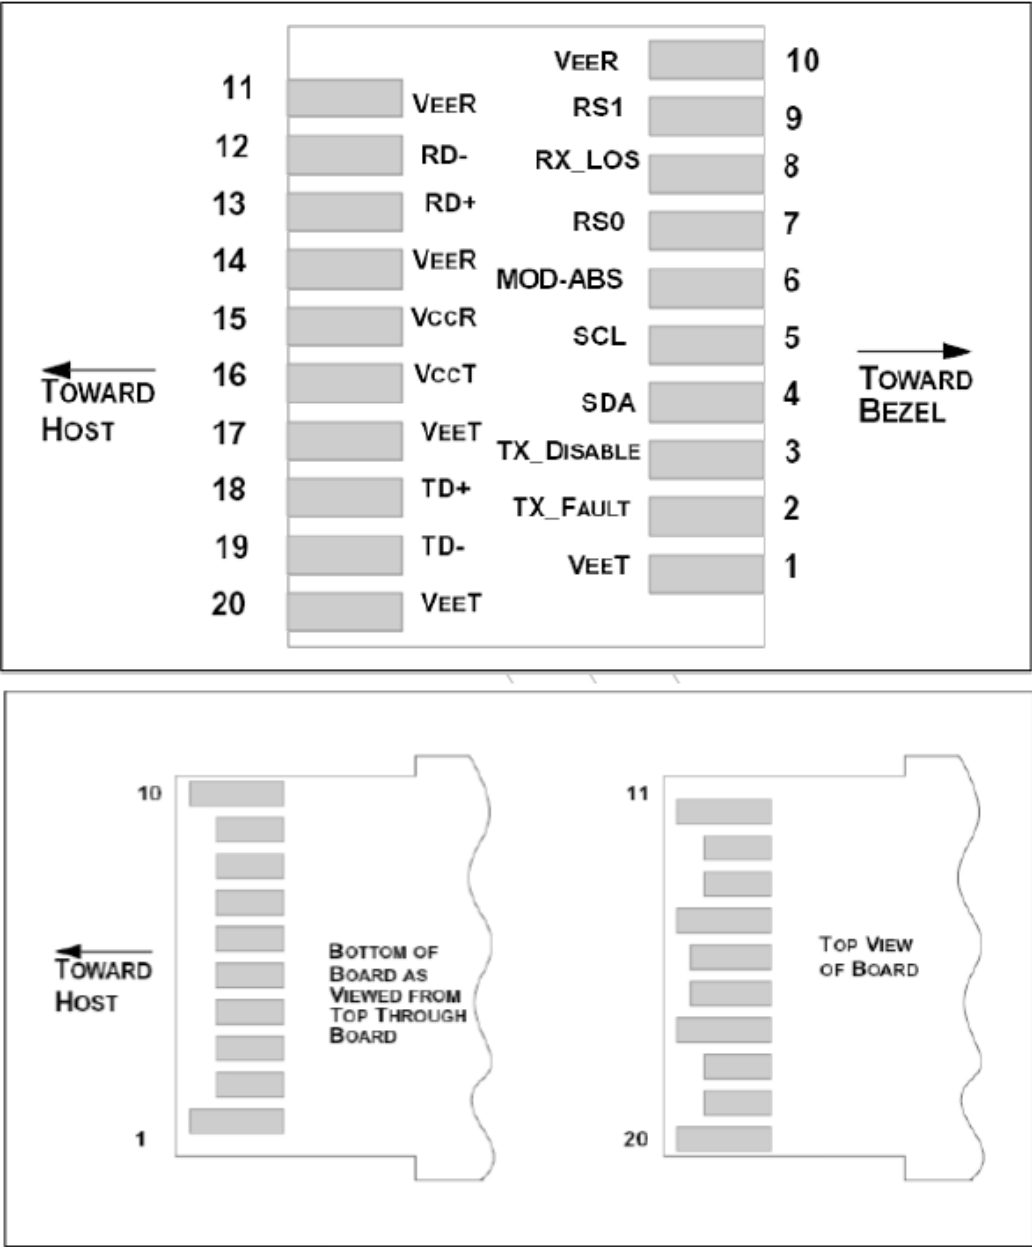 VEER 10
11 VEER
RS1 9
12 RD-
RX_LOS 8
13 RD+
RS0 7
14 VEER
MOD-ABS 6
15 VCCR
SCL 5
16 VCCT
SDA 4
17 VEET
TX_DISABLE 3
18 TD+
TX_FAULT 2
19 TD-
VEET 1
20 VEET
TOWARD
HOST
TOWARD
BEZEL
10
1
TOWARD
HOST
BOTTOM OF
BOARD AS
VIEWED FROM
TOP THROUGH
BOARD
11
20
TOP VIEW
OF BOARD